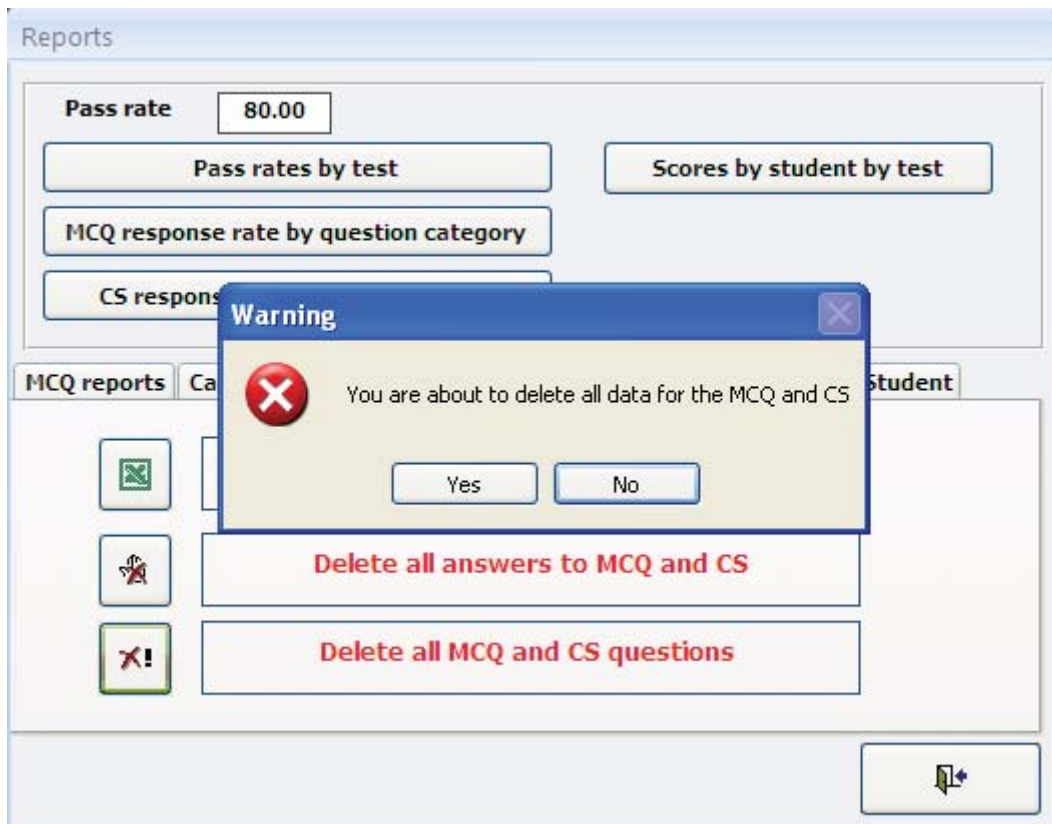 Reports
Pass rate 80.00
Pass rates by test
Scores by student by test
MCQ response rate by question category
CS
Warning
You are about to delete all data for the MCQ and CS
Yes
No
MCQ reports
Student
Delete all answers to MCQ and CS
Delete all MCQ and CS questions